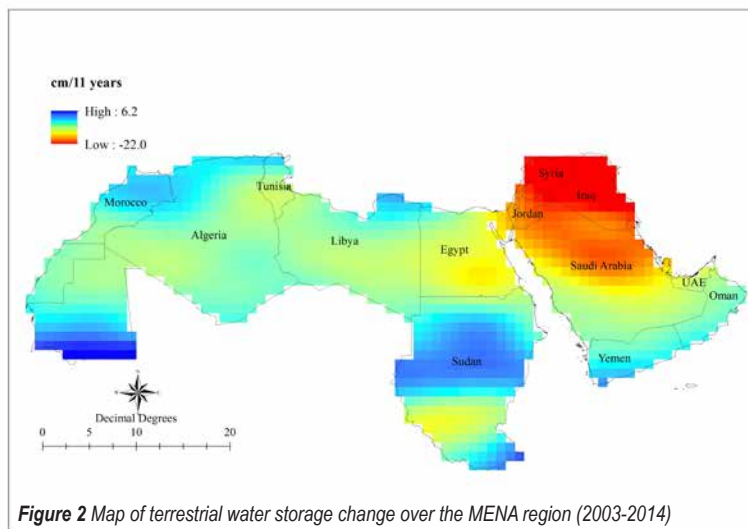 cm/11 years
High : 6.2
Low : -22.0
Syria
Iraq
Tunisia
Morocco
Jordan
Algeria
Libya
Egypt
Saudi Arabia
UAE
Oman
Sudan
Yemen
N
Decimal Degrees
0 5 10 20
Figure 2 Map of terrestrial water storage change over the MENA region (2003-2014)